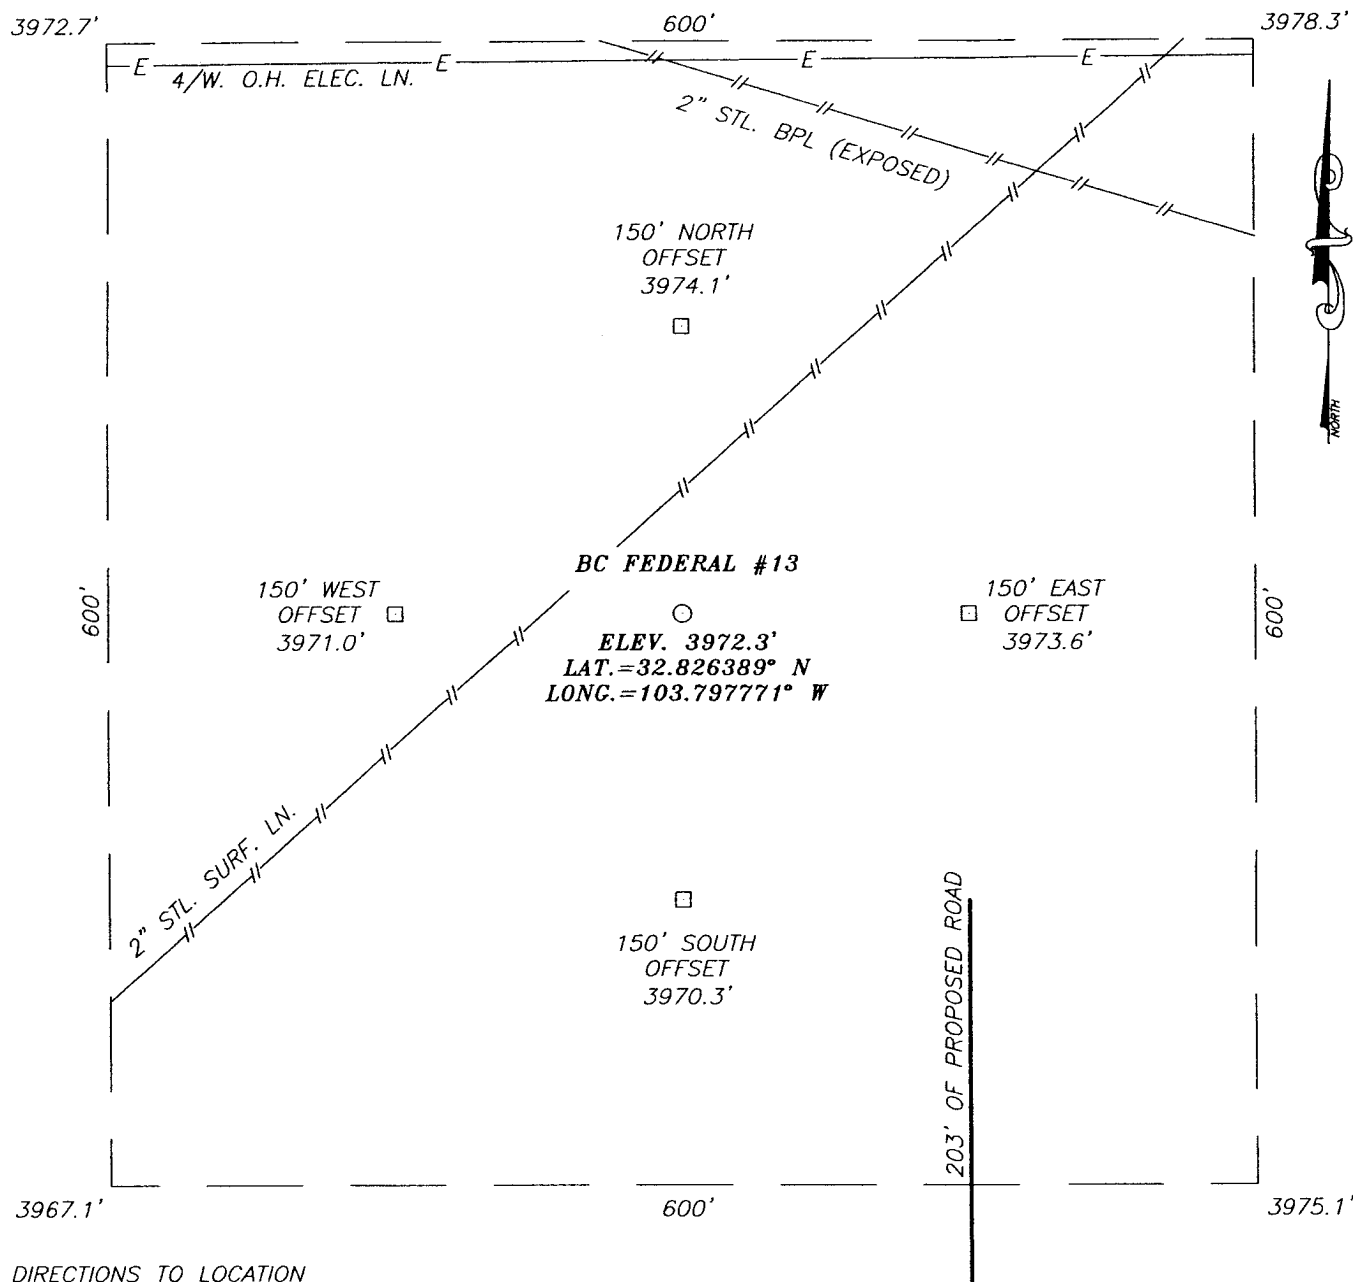 3972.7'
600'
3978.3'
E E E E
4/W. O.H. ELEC. LN.
2" STL. BPL (EXPOSED)
150' NORTH
OFFSET
3974.1'
NORTH
BC FEDERAL #13
150' WEST
OFFSET
3971.0'
150' EAST
OFFSET
3973.6'
600'
600'
ELEV. 3972.3'
LAT.=32.826389° N
LONG.=103.797771° W
2" STL. SURF. LN.
150' SOUTH
OFFSET
3970.3'
203' OF PROPOSED ROAD
3967.1'
600'
3975.1'
DIRECTIONS TO LOCATION